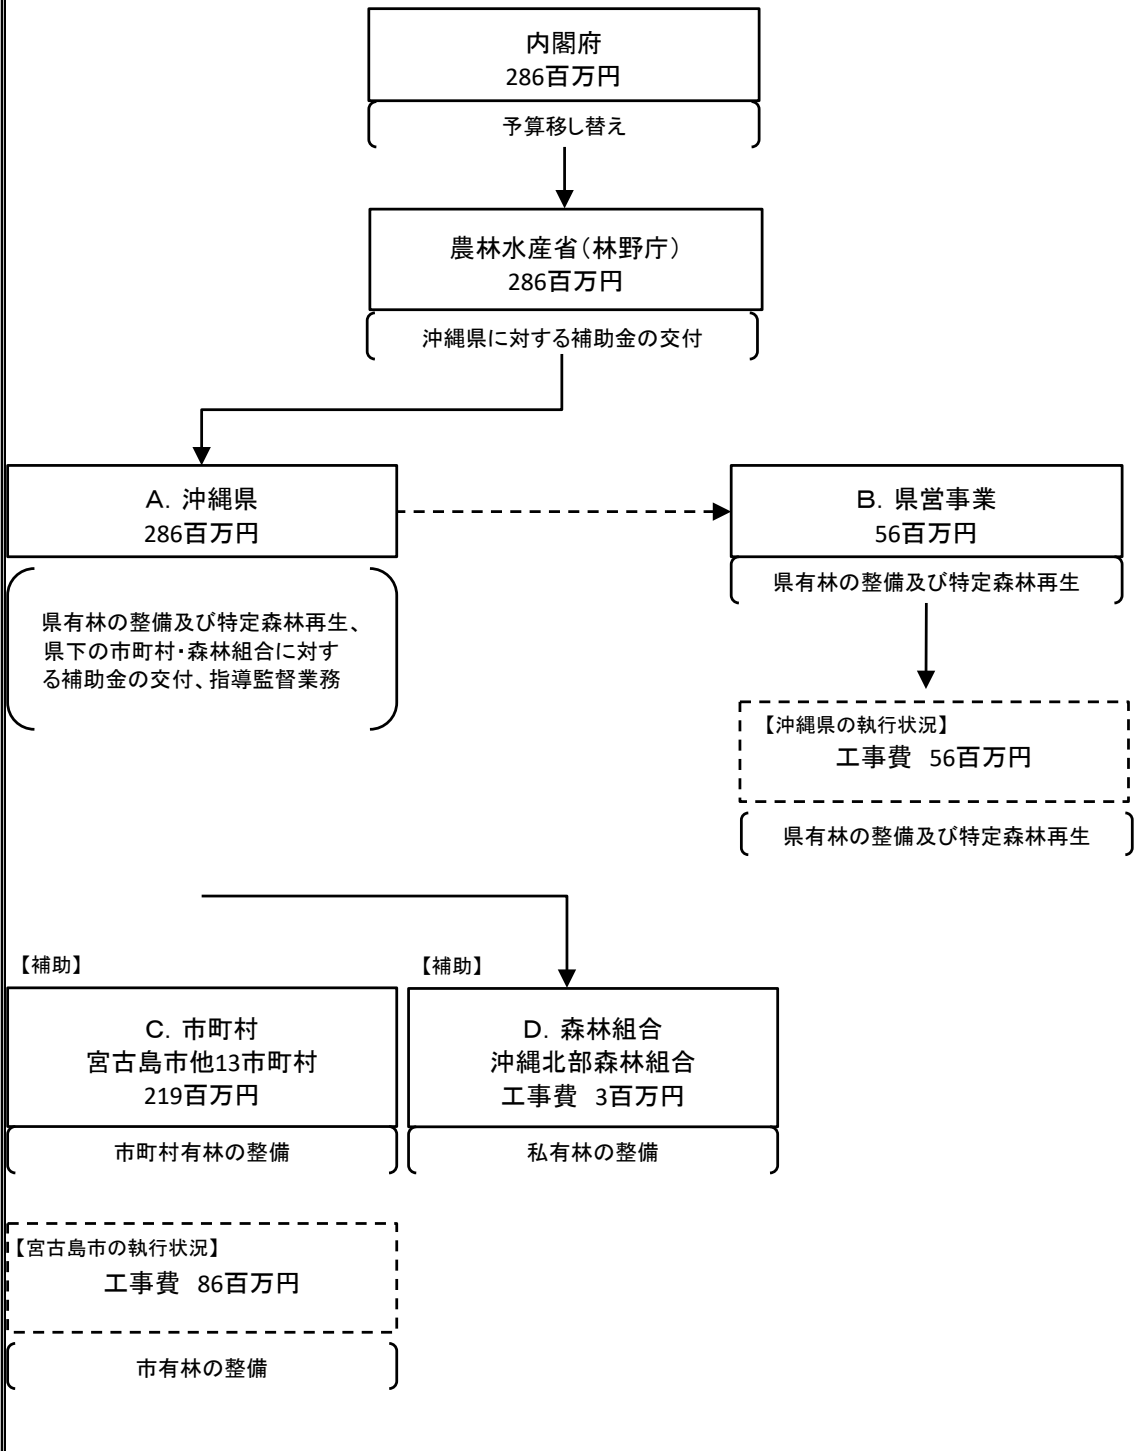 内閣府
286百万円
予算移し替え
農林水産省（林野庁）
286百万円
沖縄県に対する補助金の交付
A．沖縄県
286百万円
県有林の整備及び特定森林再生、
県下の市町村・森林組合に対す
る補助金の交付、指導監督業務
B．県営事業
56百万円
県有林の整備及び特定森林再生
【沖縄県の執行状況】
工事費 56百万円
県有林の整備及び特定森林再生
【補助】
C．市町村
宮古島市他13市町村
219百万円
市町村有林の整備
【補助】
D．森林組合
沖縄北部森林組合
工事費 3百万円
私有林の整備
【宮古島市の執行状況】
工事費 86百万円
市有林の整備